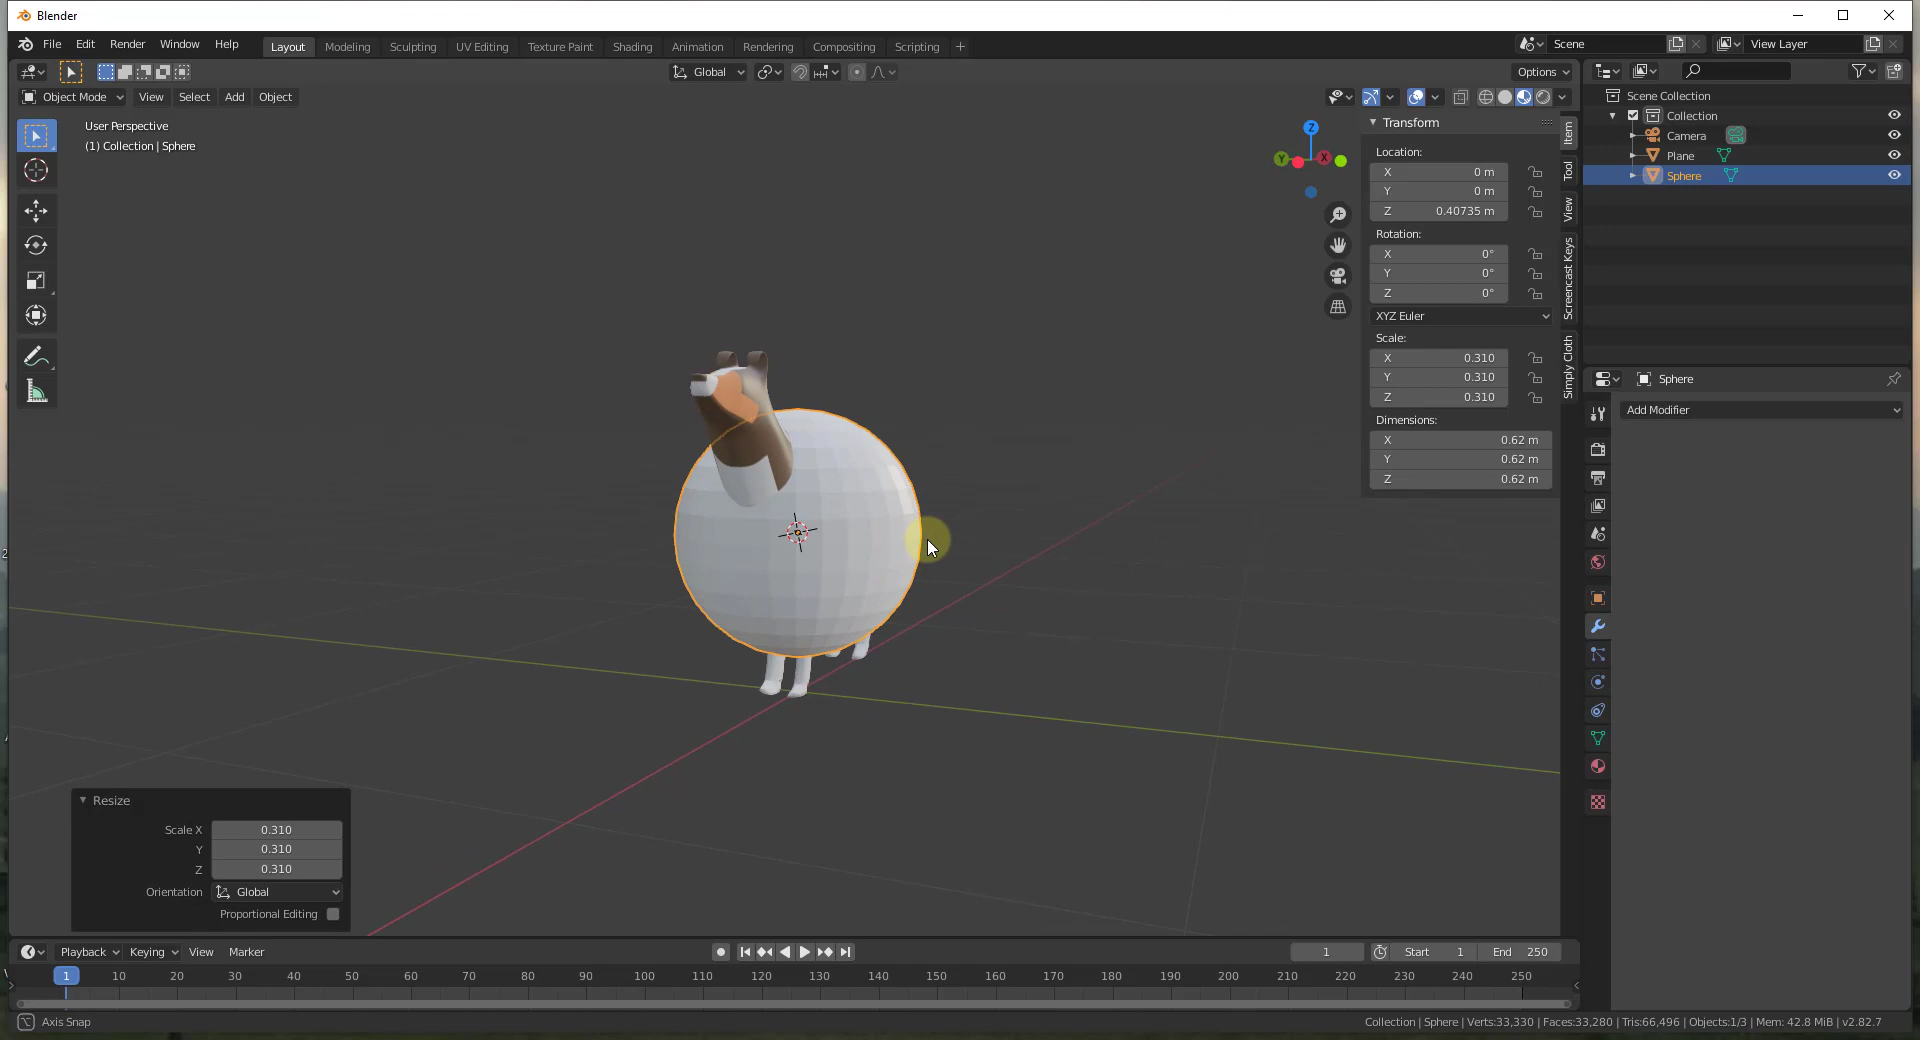 Blender
File Edit Render Window Help
Layout Modeling Sculpting UV Editing Texture Paint Shading Animation Rendering Compositing Scripting +
Scene
View Layer
Global
Options
Object Mode View Select Add Object
User Perspective
(1) Collection | Sphere
Z
Y
X
Transform
Location:
X 0 m
Y 0 m
Z 0.40735 m
Rotation:
X 0°
Y 0°
Z 0°
XYZ Euler
Scale:
X 0.310
Y 0.310
Z 0.310
Dimensions:
X 0.62 m
Y 0.62 m
Z 0.62 m
Item
Tool
View
Screencast Keys
Simply Cloth
Scene Collection
Collection
Camera
Plane
Sphere
Sphere
Add Modifier
Resize
Scale X 0.310
Y 0.310
Z 0.310
Orientation Global
Proportional Editing
Playback Keying View Marker
1 Start 1 End 250
1 10 20 30 40 50 60 70 80 90 100 110 120 130 140 150 160 170 180 190 200 210 220 230 240 250
Axis Snap
Collection | Sphere | Verts:33,330 | Faces:33,280 | Tris:66,496 | Objects:1/3 | Mem: 42.8 MiB | v2.82.7